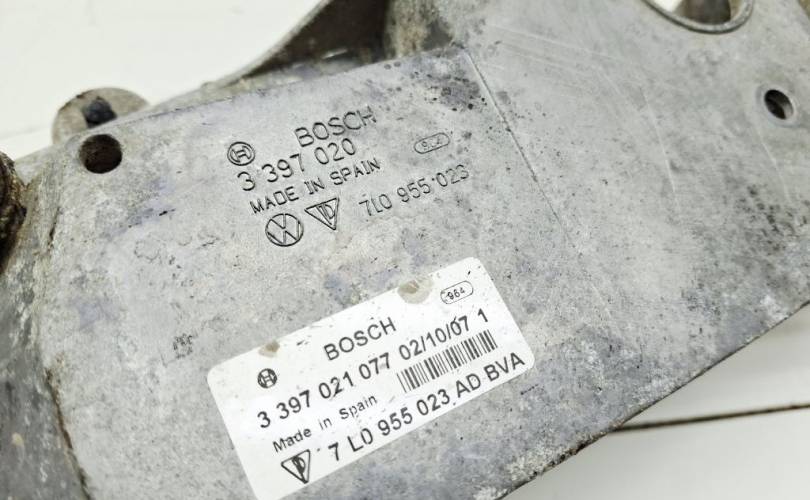 BOSCH
3 397 020
MADE IN SPAIN
7L0 955 023
964
BOSCH
3 397 021 077 02/10/07 1
Made in Spain
7 L0 955 023 AD BVA